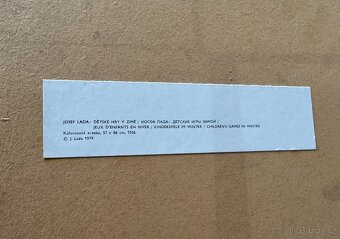 JOSEF LADA: DĚTSKÉ HRY V ZIMĚ / ИОСЕФ ЛАДА: ДЕТСКИЕ ИГРЫ ЗИМОЙ /
JEUX D'ENFANTS EN HIVER / KINDERSPIELE IM WINTER / CHILDREN'S GAMES IN WINTER
Kolorovaná kresba, 57 × 86 cm, 1936
© J. Lada 1979